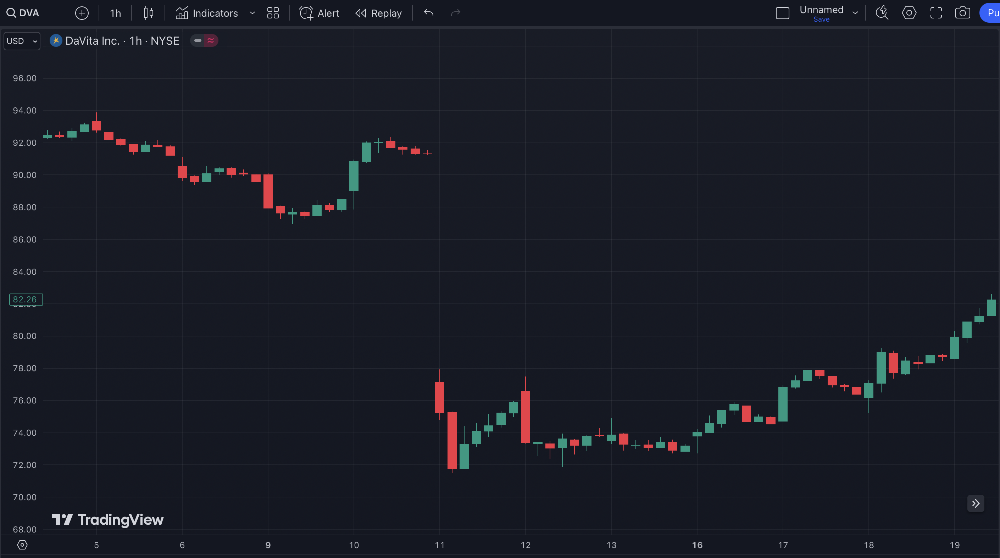 DVA
1h
Indicators
Alert
Replay
Unnamed
Save
Pu
USD
DaVita Inc. · 1h · NYSE
96.00
94.00
92.00
90.00
88.00
86.00
84.00
82.26
82.00
80.00
78.00
76.00
74.00
72.00
70.00
68.00
TradingView
5 6 9 10 11 12 13 16 17 18 19